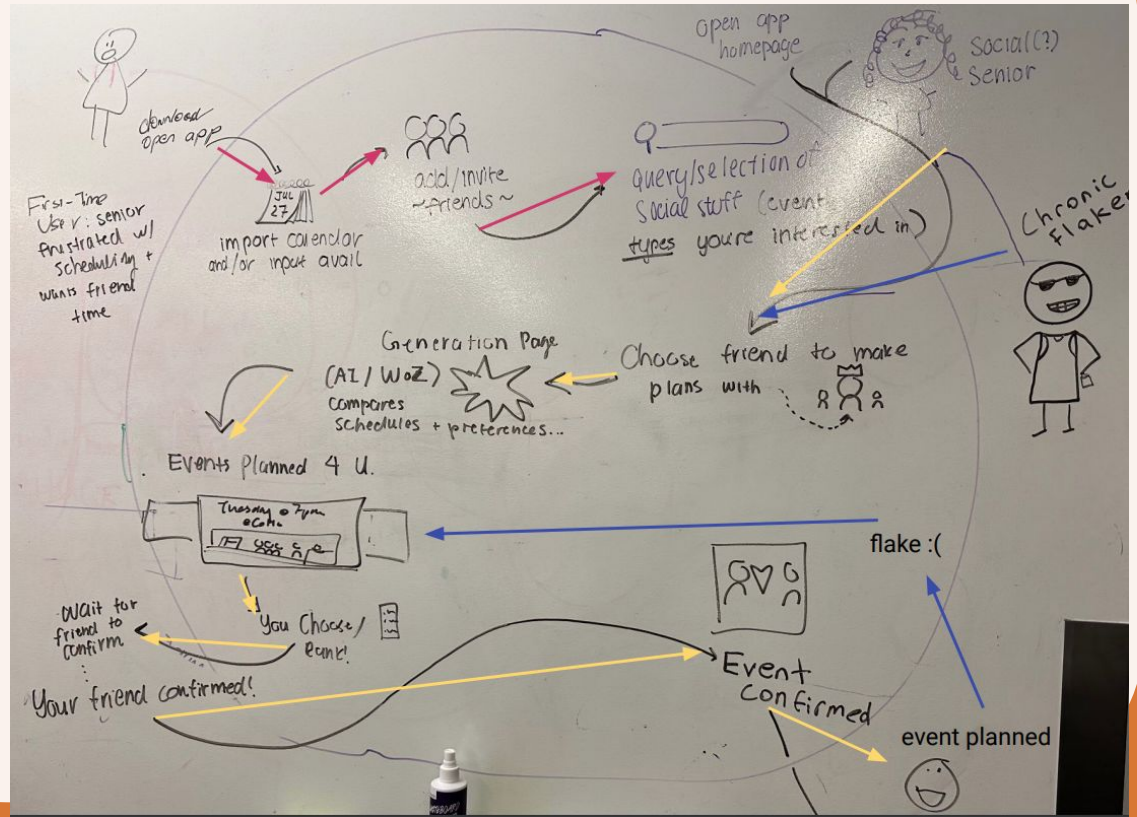 open app
homepage
Social(?)
Senior
download
open app
First-Time
User: senior
frustrated w/
scheduling +
wants friend
time
JUL
27
import calendar
and/or input avail
add/invite
~friends~
query/selection of
Social stuff (event
types you're interested in)
Chronic
flaker
Choose friend to make
plans with
Generation Page
(AI/WoZ)
compares
schedules + preferences...
Events Planned 4 U.
Tuesday @ 7pm
@CoHo
You Choose/
Rank!
wait for
friend to
confirm
...
Your friend confirmed!
flake :(
Event
confirmed
event planned